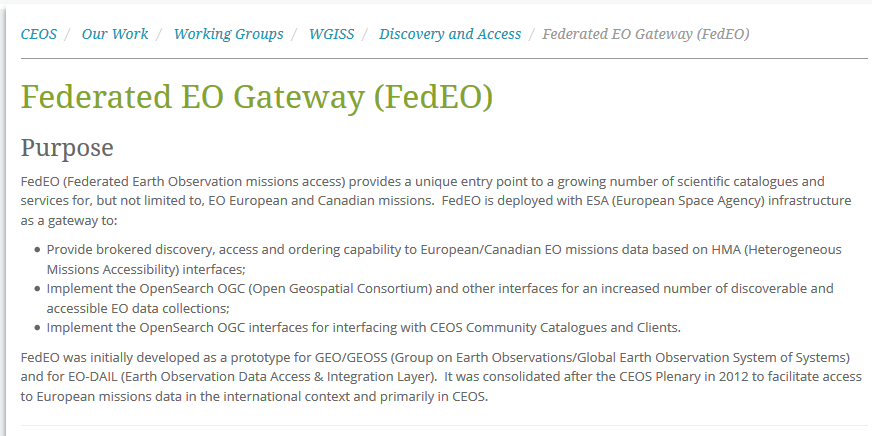 CEOS / Our Work / Working Groups / WGISS / Discovery and Access / Federated EO Gateway (FedEO)
Federated EO Gateway (FedEO)
Purpose
FedEO (Federated Earth Observation missions access) provides a unique entry point to a growing number of scientific catalogues and
services for, but not limited to, EO European and Canadian missions.  FedEO is deployed with ESA (European Space Agency) infrastructure
as a gateway to:
• Provide brokered discovery, access and ordering capability to European/Canadian EO missions data based on HMA (Heterogeneous
Missions Accessibility) interfaces;
• Implement the OpenSearch OGC (Open Geospatial Consortium) and other interfaces for an increased number of discoverable and
accessible EO data collections;
• Implement the OpenSearch OGC interfaces for interfacing with CEOS Community Catalogues and Clients.
FedEO was initially developed as a prototype for GEO/GEOSS (Group on Earth Observations/Global Earth Observation System of Systems)
and for EO-DAIL (Earth Observation Data Access & Integration Layer).  It was consolidated after the CEOS Plenary in 2012 to facilitate access
to European missions data in the international context and primarily in CEOS.